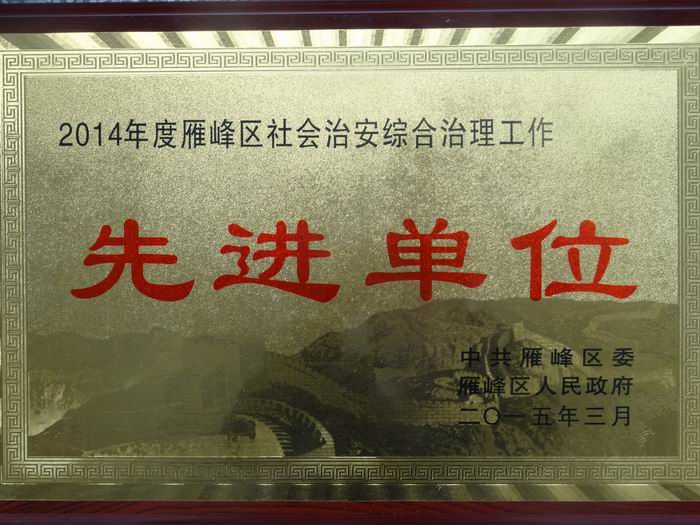 2014年度雁峰区社会治安综合治理工作
先进单位
中共雁峰区委
雁峰区人民政府
二〇一五年三月